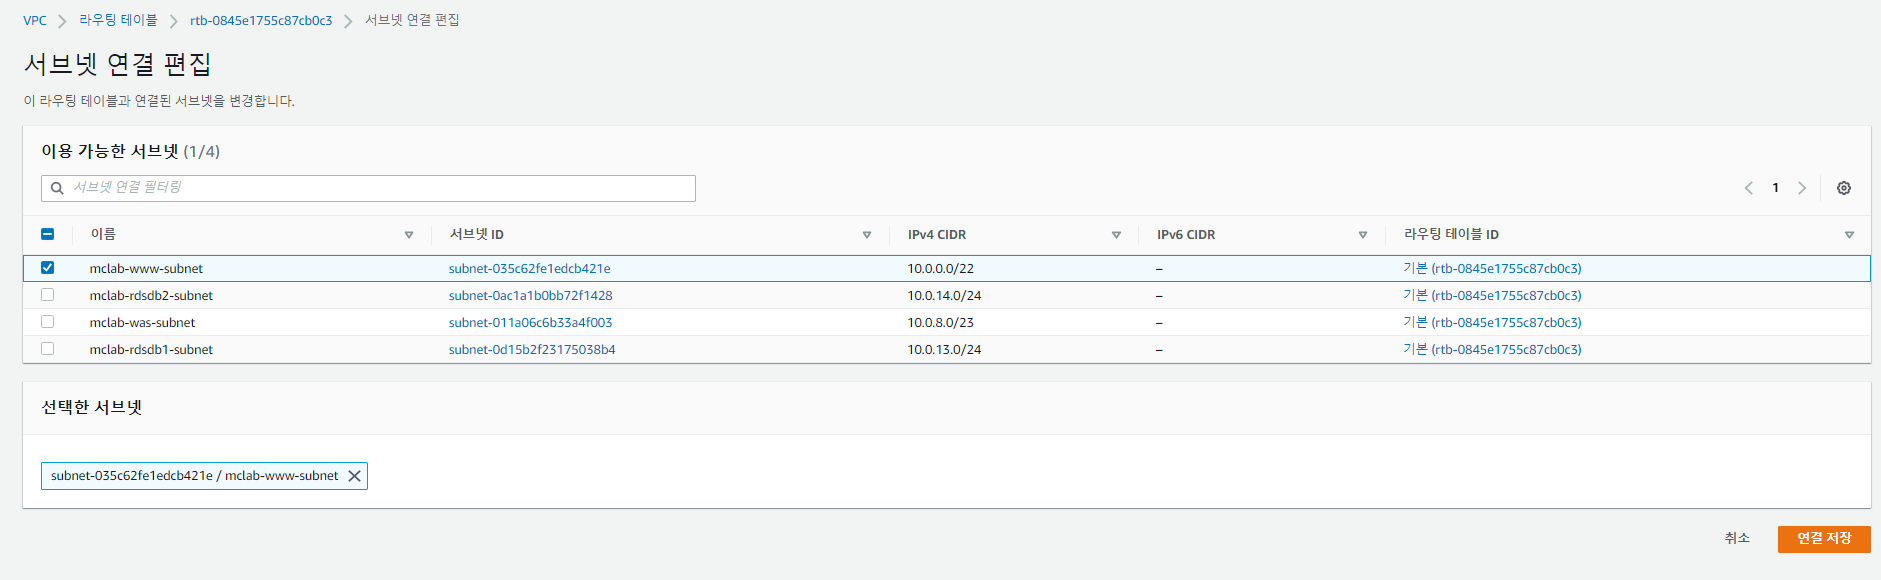 VPC > 라우팅 테이블 > rtb-0845e1755c87cb0c3 > 서브넷 연결 편집
서브넷 연결 편집
이 라우팅 테이블과 연결된 서브넷을 변경합니다.
이용 가능한 서브넷 (1/4)
서브넷 연결 필터링
1
이름 서브넷 ID IPv4 CIDR IPv6 CIDR 라우팅 테이블 ID
mclab-www-subnet subnet-035c62fe1edcb421e 10.0.0.0/22 – 기본 (rtb-0845e1755c87cb0c3)
mclab-rdsdb2-subnet subnet-0ac1a1b0bb72f1428 10.0.14.0/24 – 기본 (rtb-0845e1755c87cb0c3)
mclab-was-subnet subnet-011a06c6b33a4f003 10.0.8.0/23 – 기본 (rtb-0845e1755c87cb0c3)
mclab-rdsdb1-subnet subnet-0d15b2f23175038b4 10.0.13.0/24 – 기본 (rtb-0845e1755c87cb0c3)
선택한 서브넷
subnet-035c62fe1edcb421e / mclab-www-subnet
취소 연결 저장